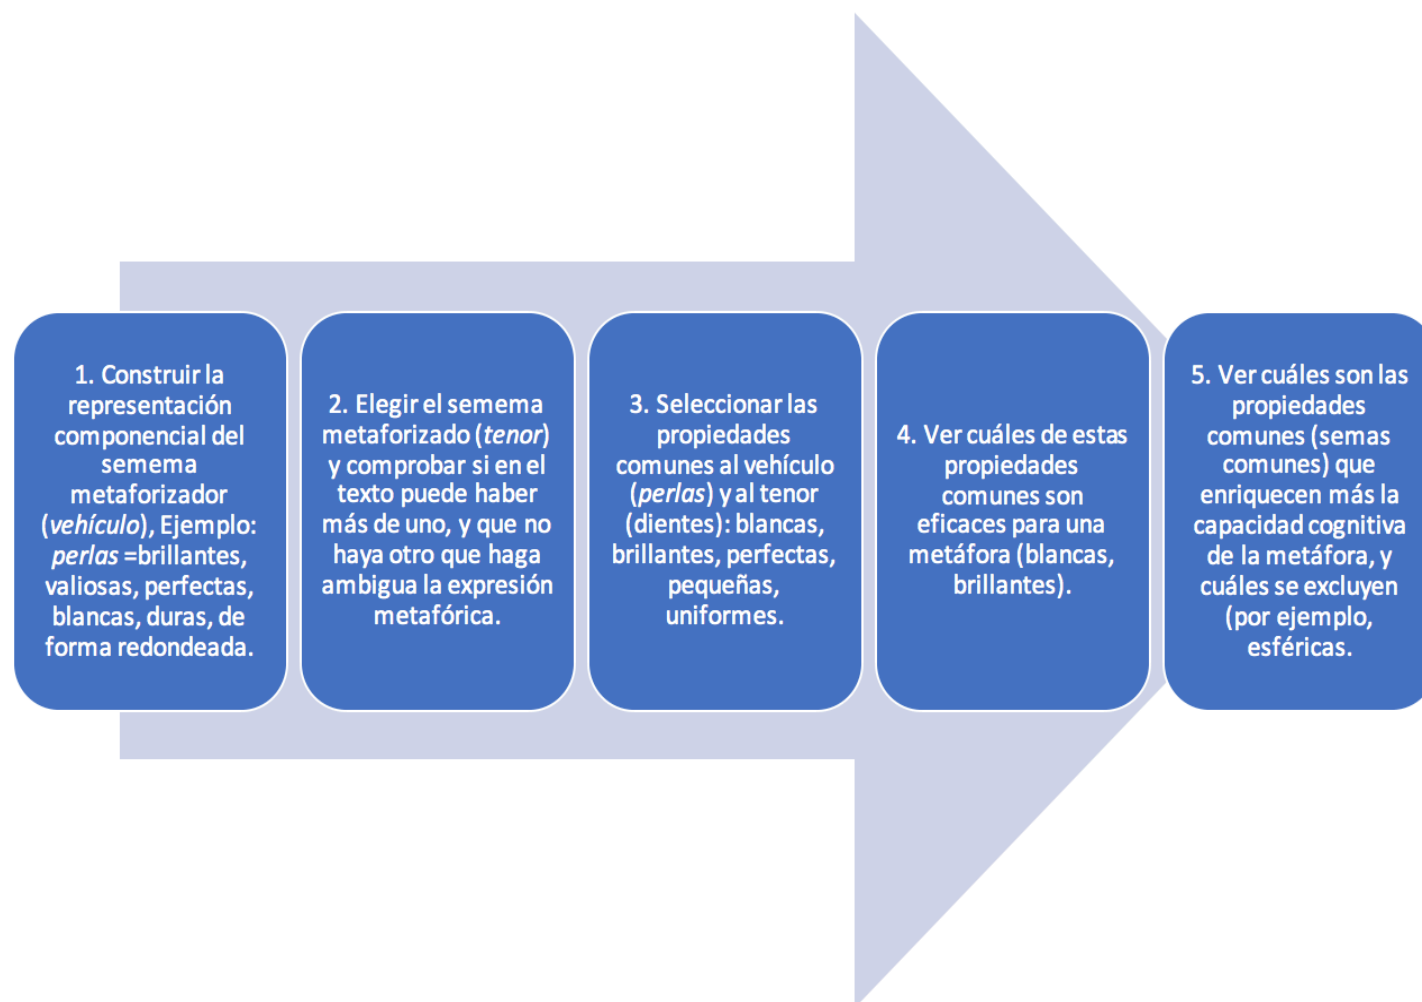 1. Construir la
representación
componencial del
semema
metaforizador
(vehículo), Ejemplo:
perlas =brillantes,
valiosas, perfectas,
blancas, duras, de
forma redondeada.
2. Elegir el semema
metaforizado (tenor)
y comprobar si en el
texto puede haber
más de uno, y que no
haya otro que haga
ambigua la expresión
metafórica.
3. Seleccionar las
propiedades
comunes al vehículo
(perlas) y al tenor
(dientes): blancas,
brillantes, perfectas,
pequeñas,
uniformes.
4. Ver cuáles de estas
propiedades
comunes son
eficaces para una
metáfora (blancas,
brillantes).
5. Ver cuáles son las
propiedades
comunes (semas
comunes) que
enriquecen más la
capacidad cognitiva
de la metáfora, y
cuáles se excluyen
(por ejemplo,
esféricas.